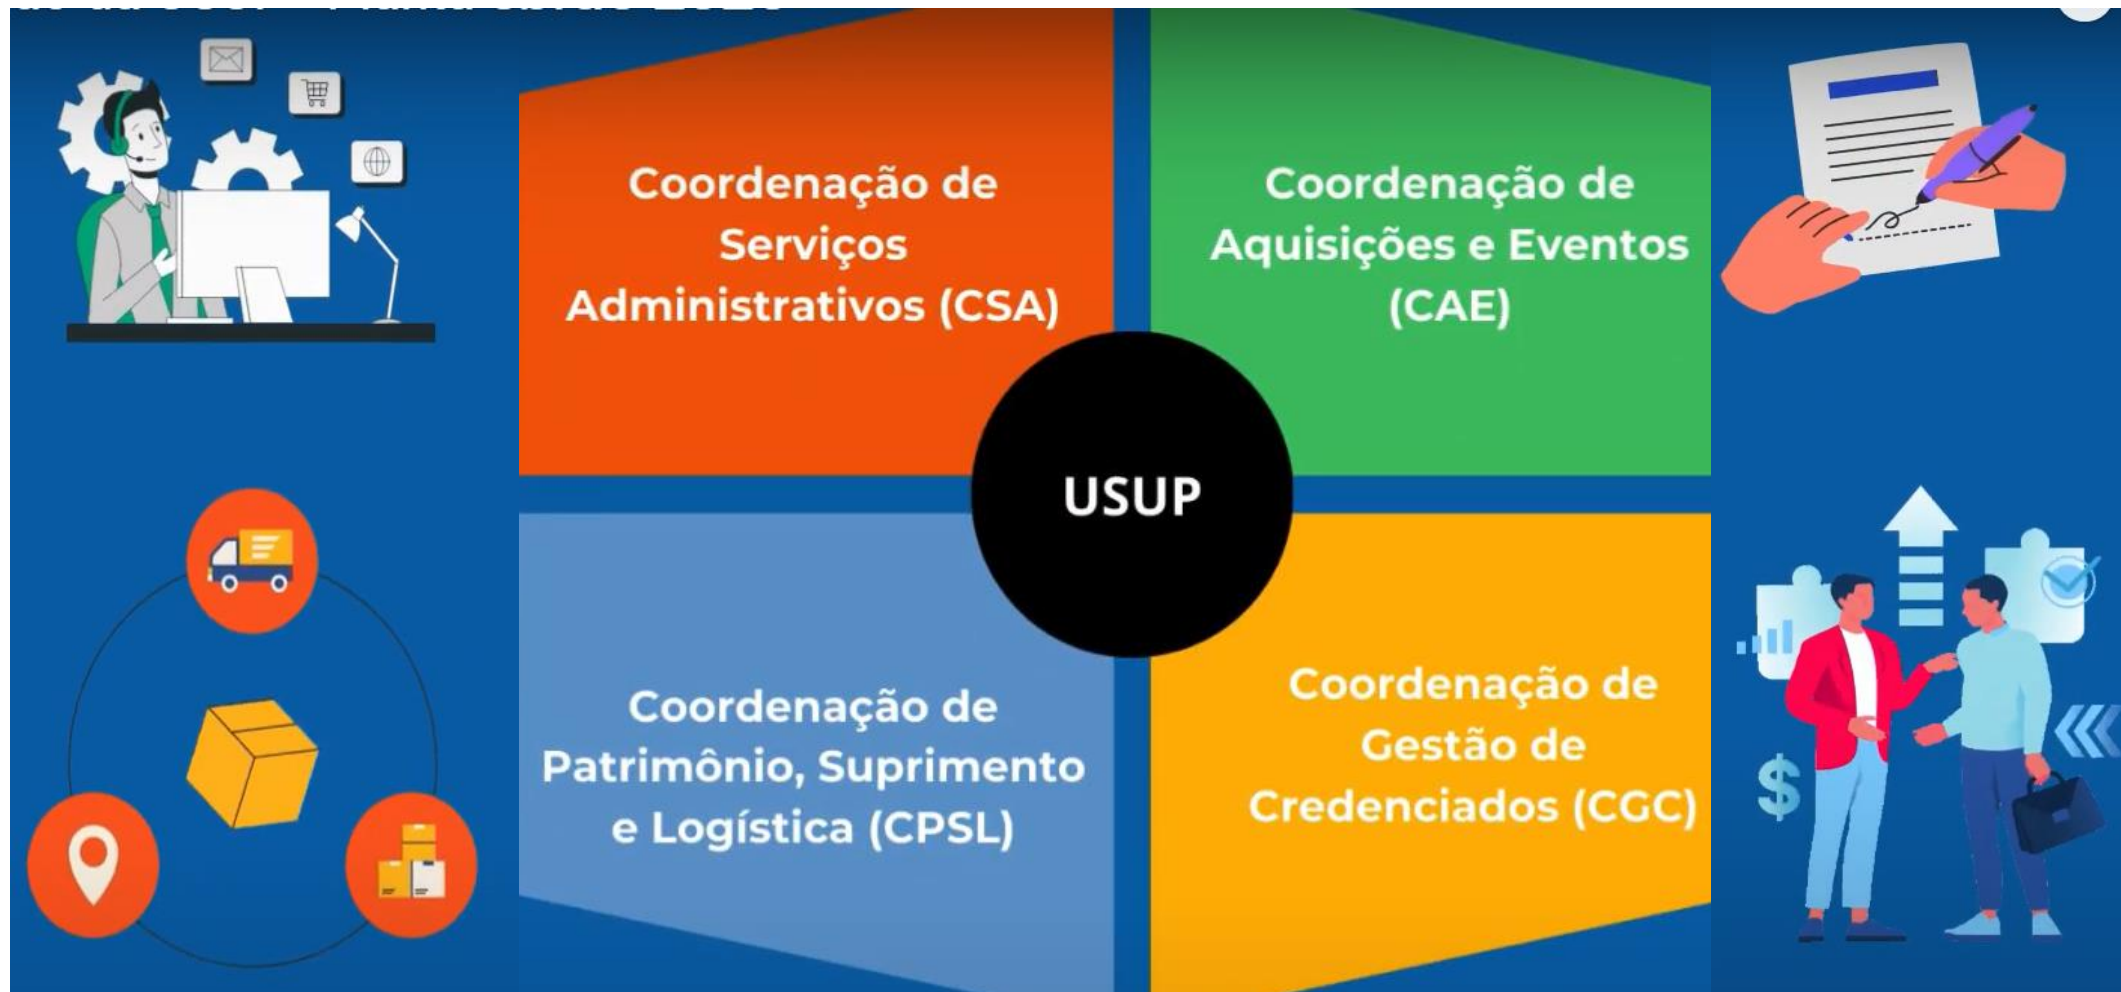 Coordenação de
Serviços
Administrativos (CSA)
Coordenação de
Aquisições e Eventos
(CAE)
USUP
Coordenação de
Patrimônio, Suprimento
e Logística (CPSL)
Coordenação de
Gestão de
Credenciados (CGC)